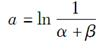 a = ln 1/(α + β)